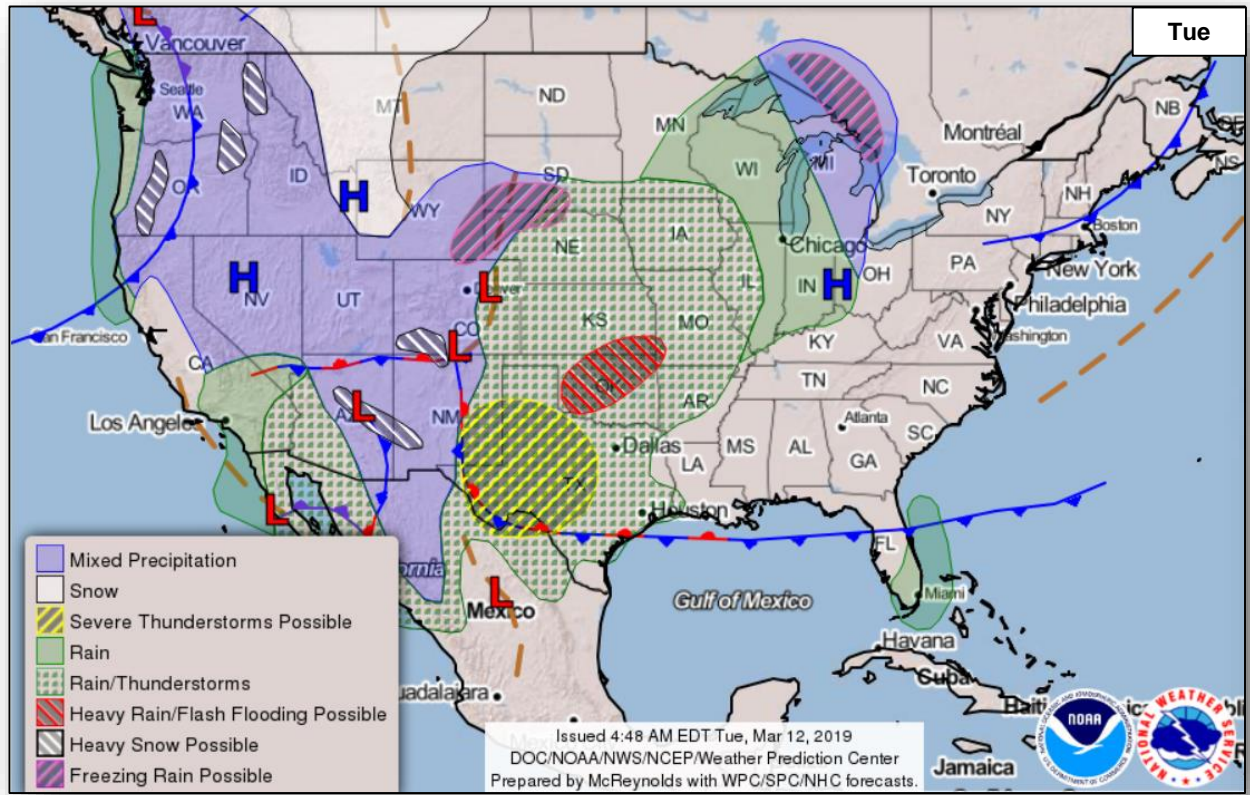 Tue
Vancouver
Seattle
WA
MT
ND
MN
Montréal
NB
NS
OR
ID
H
WY
SD
WI
MI
Toronto
NH
NY
Boston
H
NV
UT
NE
IA
Chicago
IL
IN
H
OH
PA
New York
Philadelphia
L
CO
KS
MO
KY
VA
San Francisco
CA
L
TN
NC
Los Angeles
L
NM
OK
AR
Atlanta
SC
Dallas
MS
AL
GA
LA
TX
Houston
L
FL
Miami
L
Mexico
Gulf of Mexico
Havana
Cuba
Jamaica
L
Mixed Precipitation
Snow
Severe Thunderstorms Possible
Rain
Rain/Thunderstorms
Heavy Rain/Flash Flooding Possible
Heavy Snow Possible
Freezing Rain Possible
Issued 4:48 AM EDT Tue, Mar 12, 2019
DOC/NOAA/NWS/NCEP/Weather Prediction Center
Prepared by McReynolds with WPC/SPC/NHC forecasts.
NOAA
NATIONAL WEATHER SERVICE